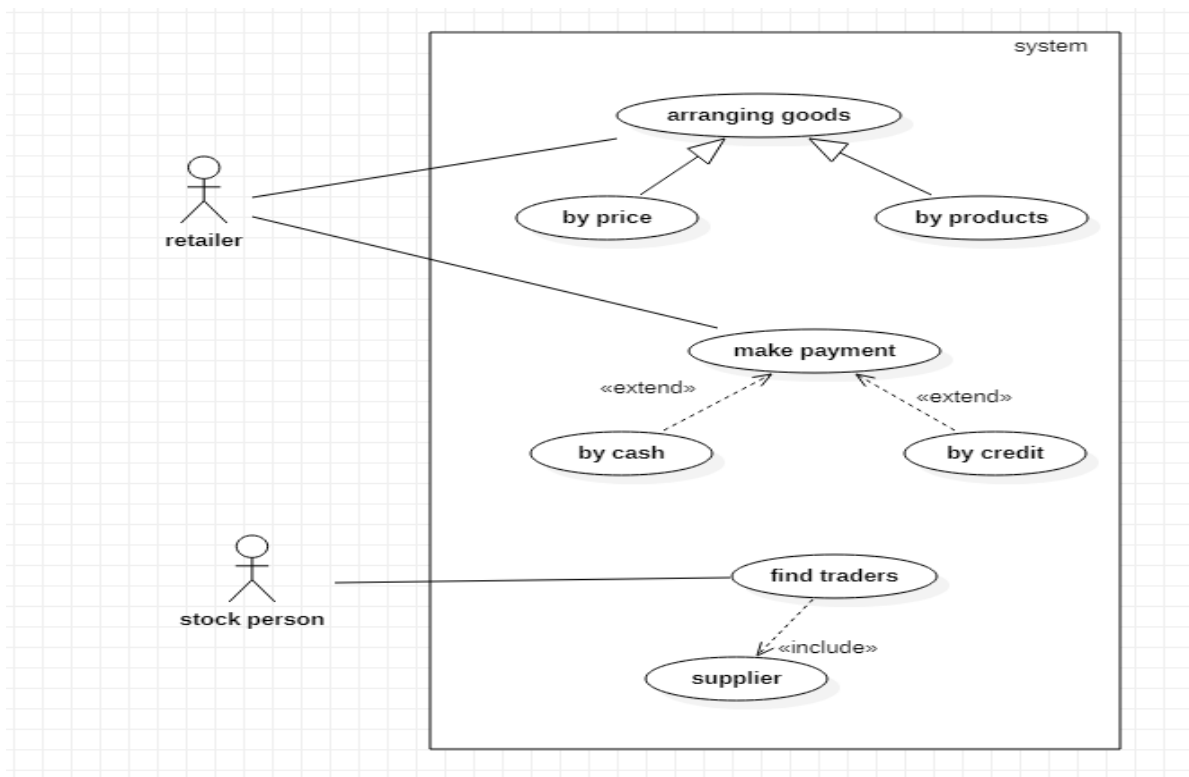 system
arranging goods
by price
by products
retailer
make payment
«extend»
«extend»
by cash
by credit
find traders
stock person
«include»
supplier